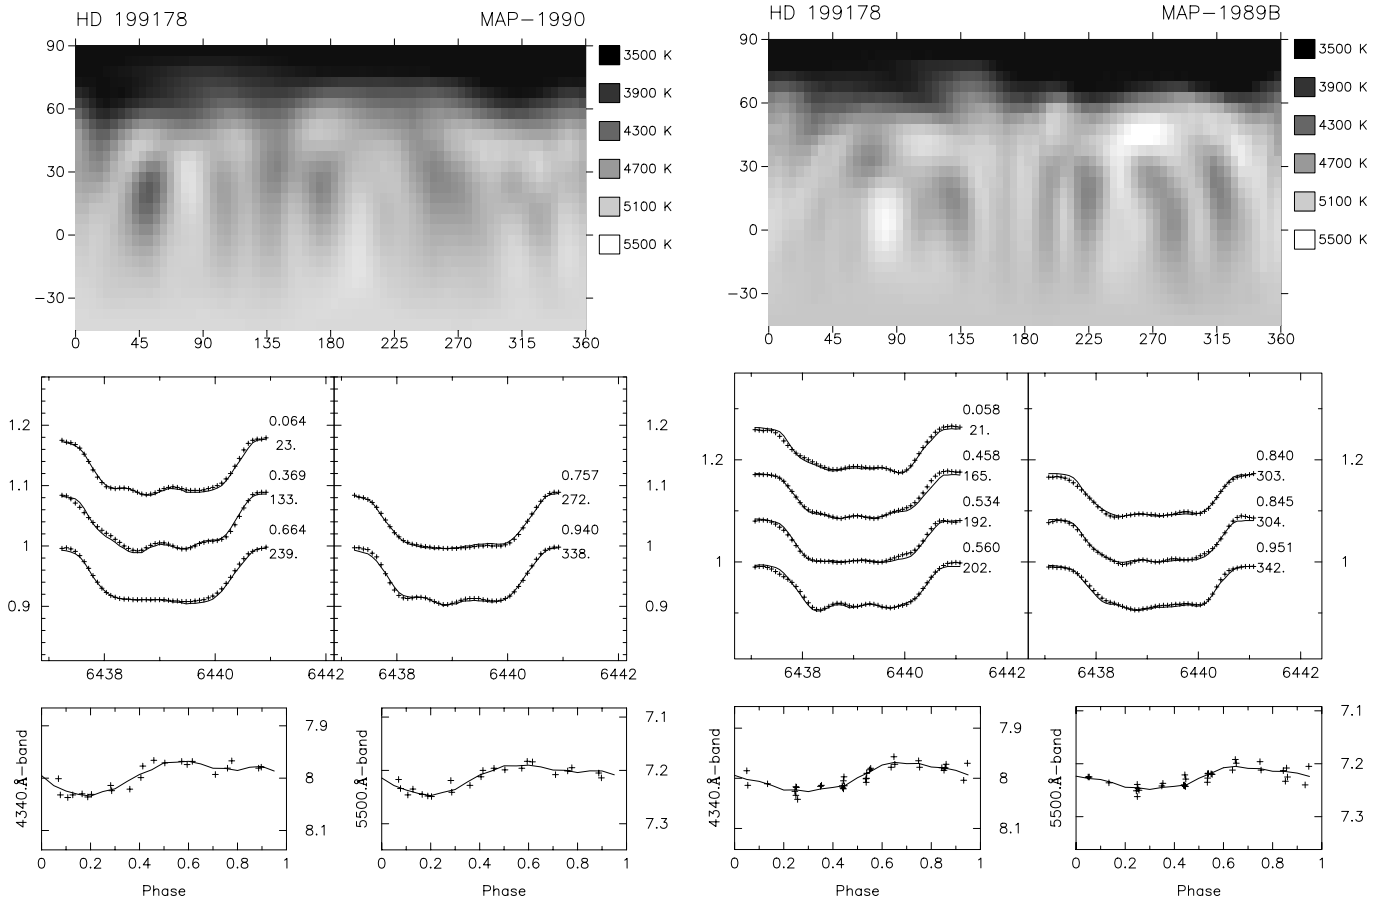 HD 199178
MAP-1990
90
60
30
0
-30
0 45 90 135 180 225 270 315 360
3500 K
3900 K
4300 K
4700 K
5100 K
5500 K
1.2
1.1
1
0.9
0.064
23.
0.369
133.
0.664
239.
0.757
272.
0.940
338.
1.2
1.1
1
0.9
6438 6440 6442
6438 6440 6442
4340.Å-band
7.9
8
8.1
0 0.2 0.4 0.6 0.8 1
Phase
5500.Å-band
7.1
7.2
7.3
0 0.2 0.4 0.6 0.8 1
Phase
HD 199178
MAP-1989B
90
60
30
0
-30
0 45 90 135 180 225 270 315 360
3500 K
3900 K
4300 K
4700 K
5100 K
5500 K
1.2
1
0.058
21.
0.458
165.
0.534
192.
0.560
202.
0.840
303.
0.845
304.
0.951
342.
1.2
1
6438 6440 6442
6438 6440 6442
4340.Å-band
7.9
8
8.1
0 0.2 0.4 0.6 0.8 1
Phase
5500.Å-band
7.1
7.2
7.3
0 0.2 0.4 0.6 0.8 1
Phase